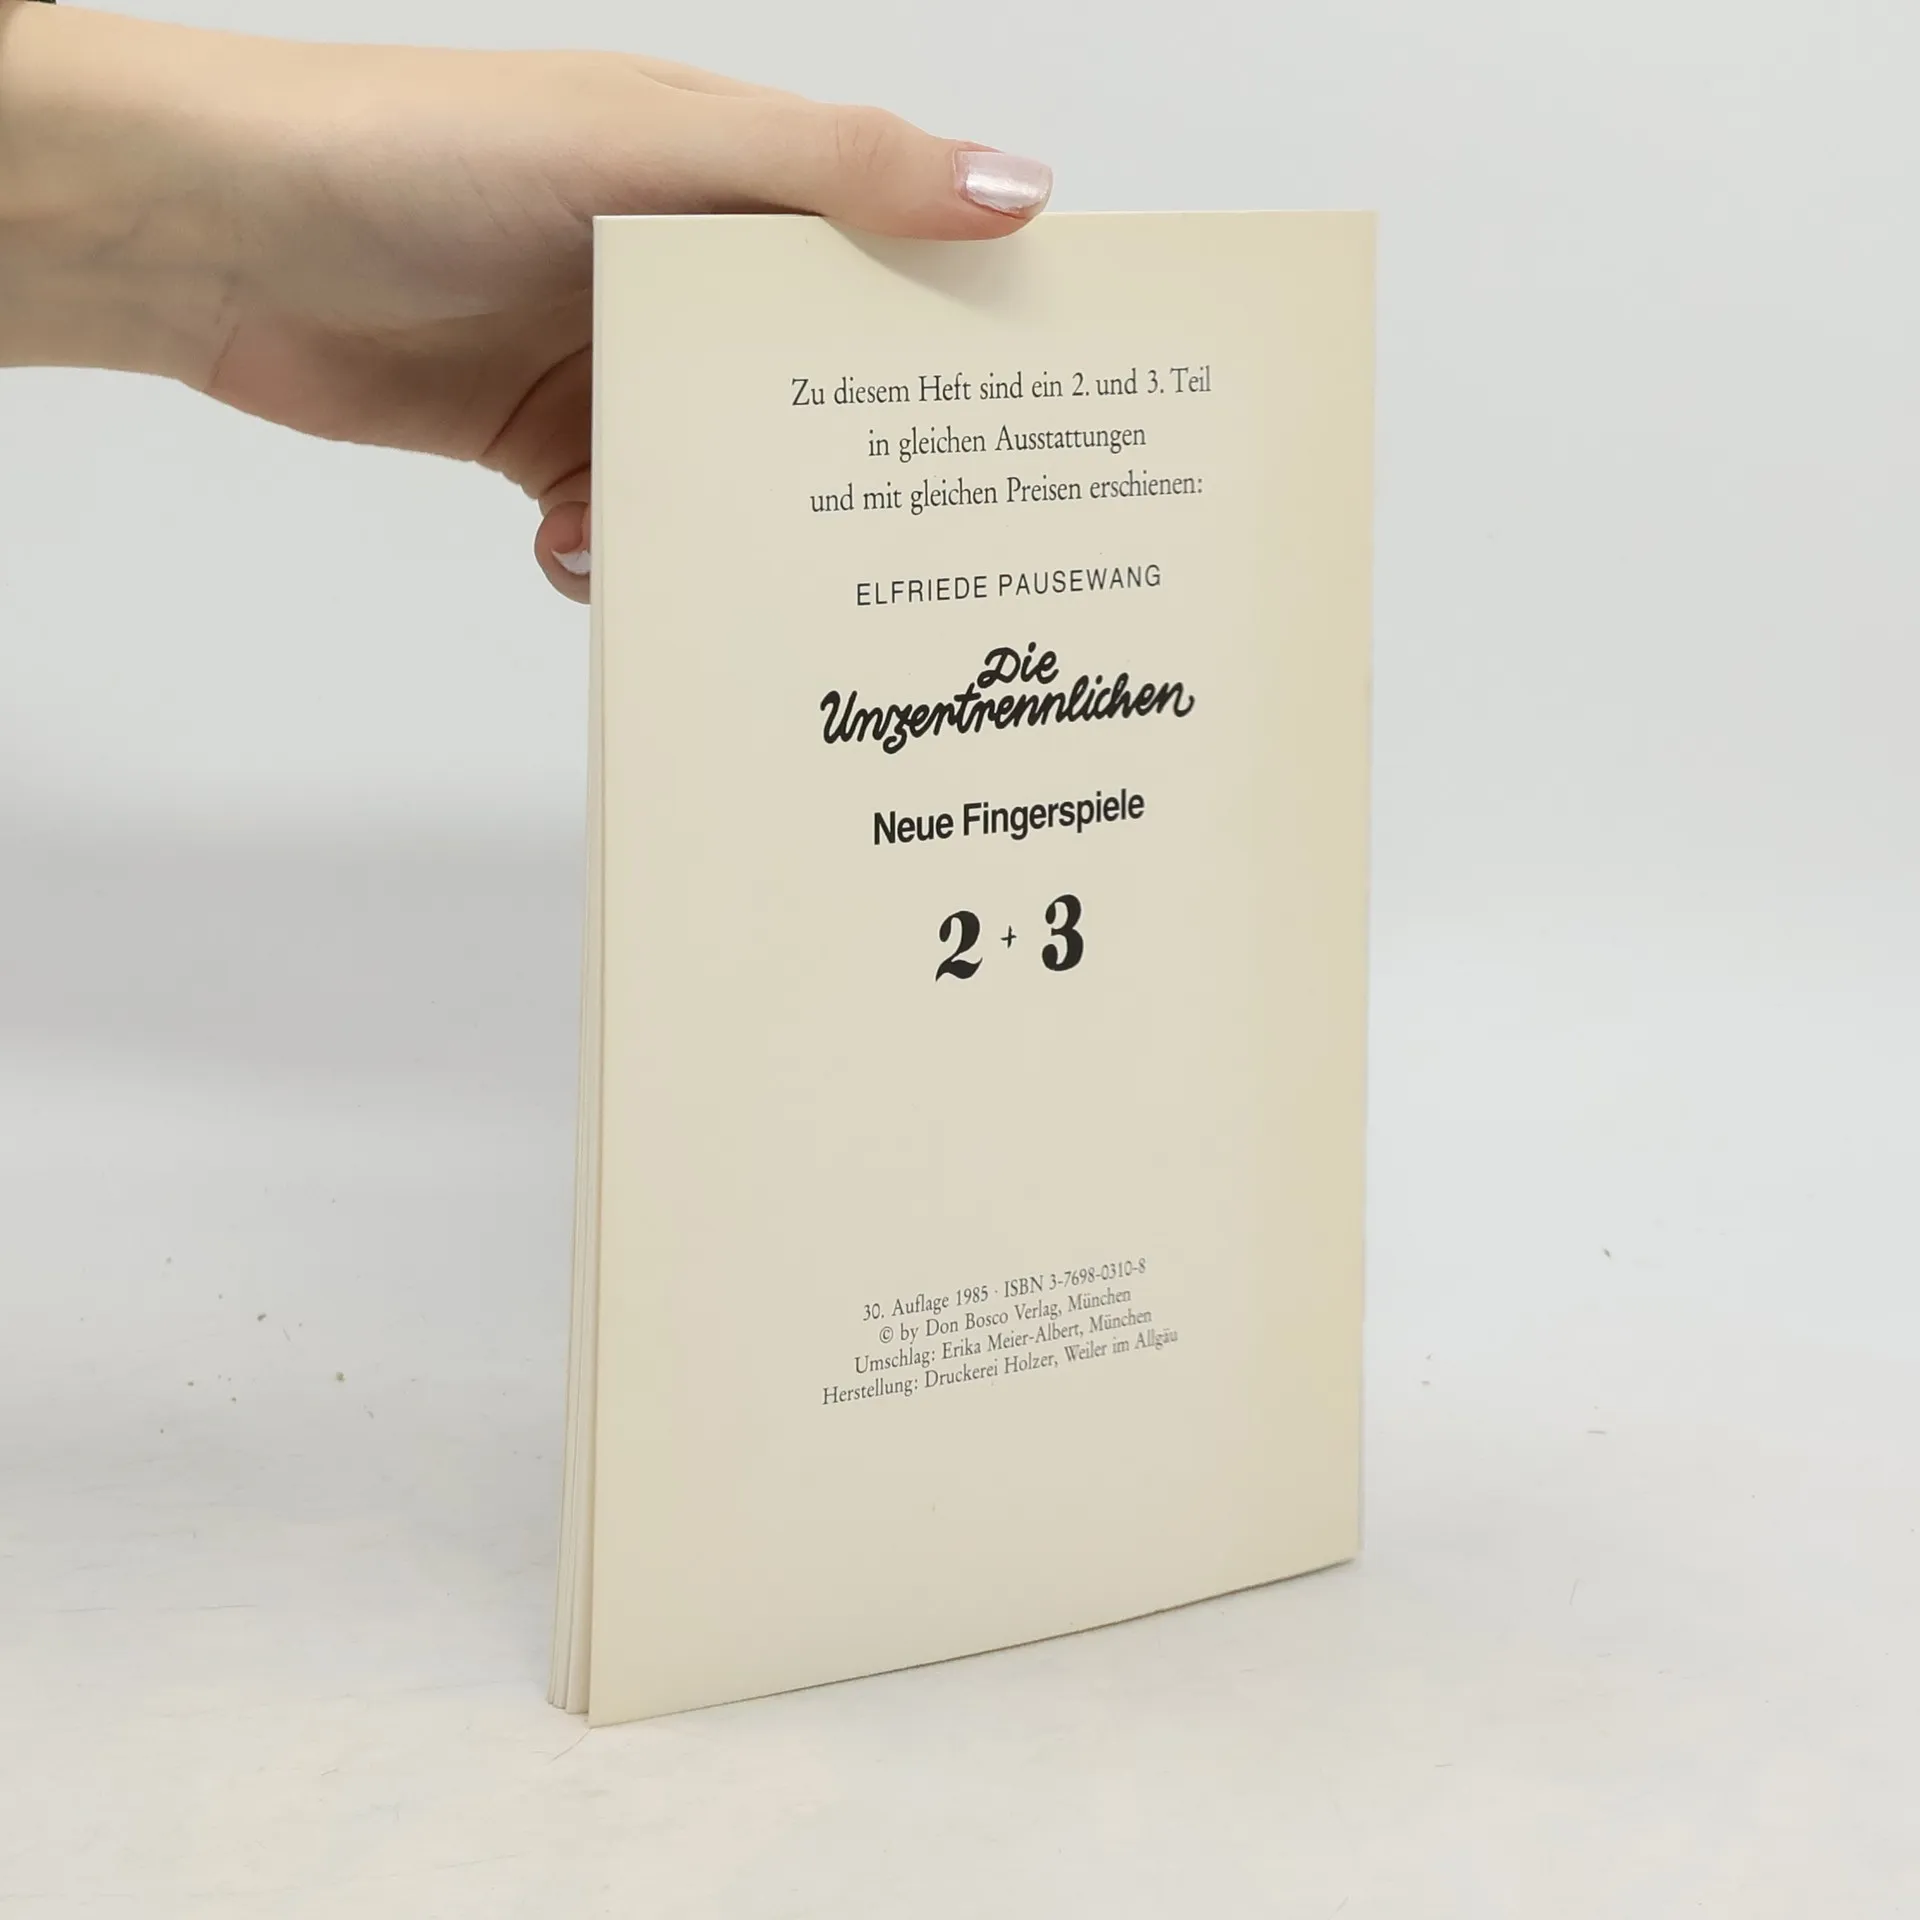 Zu diesem Heft sind ein 2. und 3. Teil
in gleichen Ausstattungen
und mit gleichen Preisen erschienen:
ELFRIEDE PAUSEWANG
Die
Unzertrennlichen
Neue Fingerspiele
2 + 3
30. Auflage 1985 · ISBN 3-7698-0310-8
© by Don Bosco Verlag, München
Umschlag: Erika Meier-Albert, München
Herstellung: Druckerei Holzer, Weiler im Allgäu